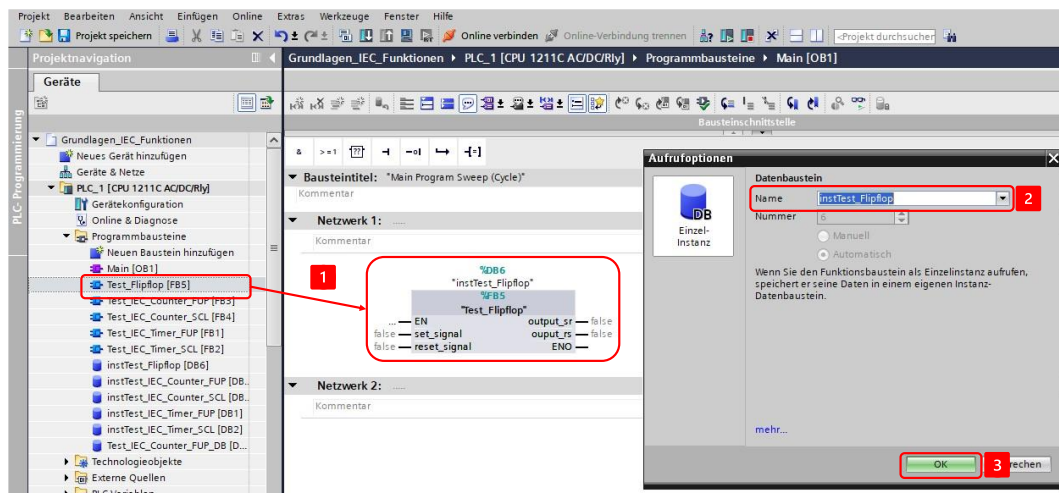 Projekt Bearbeiten Ansicht Einfügen Online Extras Werkzeuge Fenster Hilfe
Projekt speichern Online verbinden Online-Verbindung trennen <Projekt durchsuchen
Projektnavigation
Grundlagen_IEC_Funktionen PLC_1 [CPU 1211C AC/DC/Rly] Programmbausteine Main [OB1]
Geräte
PLC-Programmierung
Bausteinschnittstelle
Grundlagen_IEC_Funktionen
Neues Gerät hinzufügen
Geräte & Netze
PLC_1 [CPU 1211C AC/DC/Rly]
Gerätekonfiguration
Online & Diagnose
Programmbausteine
Neuen Baustein hinzufügen
Main [OB1]
Test_Flipflop [FB5]
Test_IEC_Counter_FUP [FB3]
Test_IEC_Counter_SCL [FB4]
Test_IEC_Timer_FUP [FB1]
Test_IEC_Timer_SCL [FB2]
instTest_Flipflop [DB6]
instTest_IEC_Counter_FUP [DB..
instTest_IEC_Counter_SCL [DB..
instTest_IEC_Timer_FUP [DB1]
instTest_IEC_Timer_SCL [DB2]
Test_IEC_Counter_FUP_DB [D...
Technologieobjekte
Externe Quellen
PLC-Variablen
& >=1 [??] ⊣ -o| ↦ -[=]
Bausteintitel: "Main Program Sweep (Cycle)"
Kommentar
Netzwerk 1: .....
Kommentar
1
%DB6
"instTest_Flipflop"
%FB5
"Test_Flipflop"
... EN output_sr false
false set_signal ouput_rs false
false reset_signal ENO
Netzwerk 2: .....
Kommentar
Aufrufoptionen X
DB
Einzel-
Instanz
Datenbaustein
Name instTest_Flipflop 2
Nummer 6
Manuell
Automatisch
Wenn Sie den Funktionsbaustein als Einzelinstanz aufrufen,
speichert er seine Daten in einem eigenen Instanz-
Datenbaustein.
mehr...
OK 3 rechen